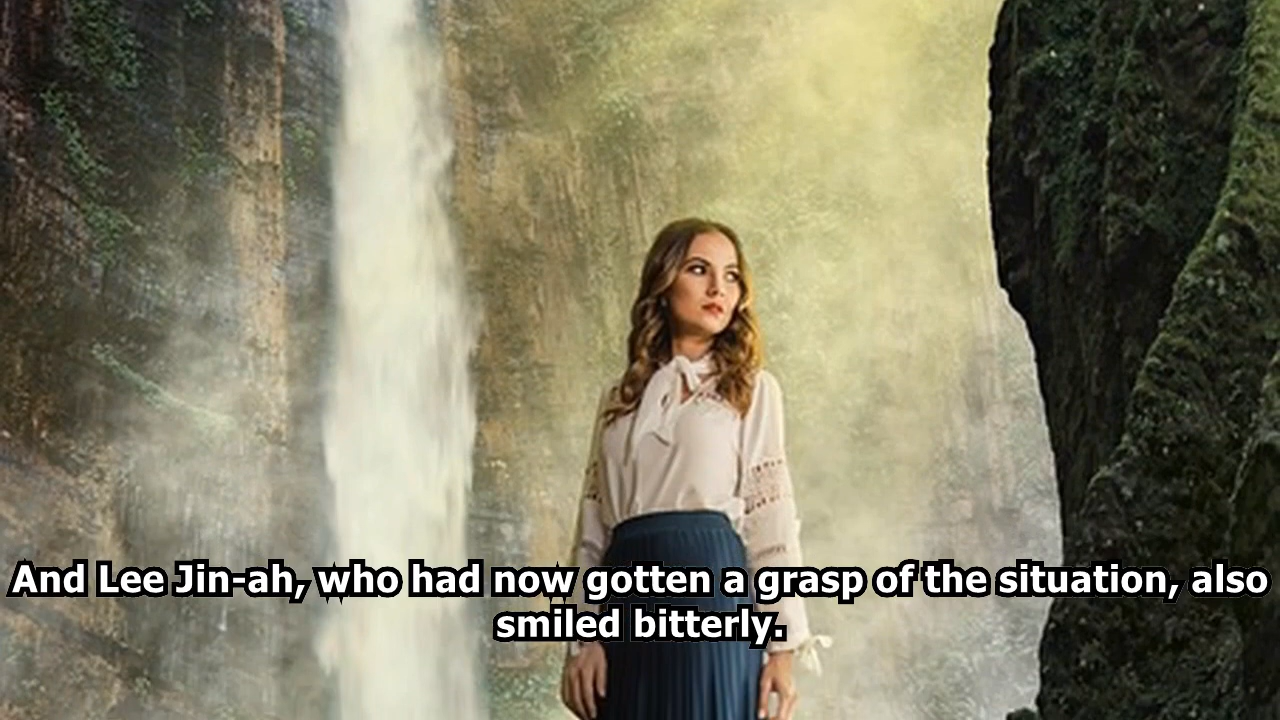 And Lee Jin-ah, who had now gotten a grasp of the situation, also
smiled bitterly.